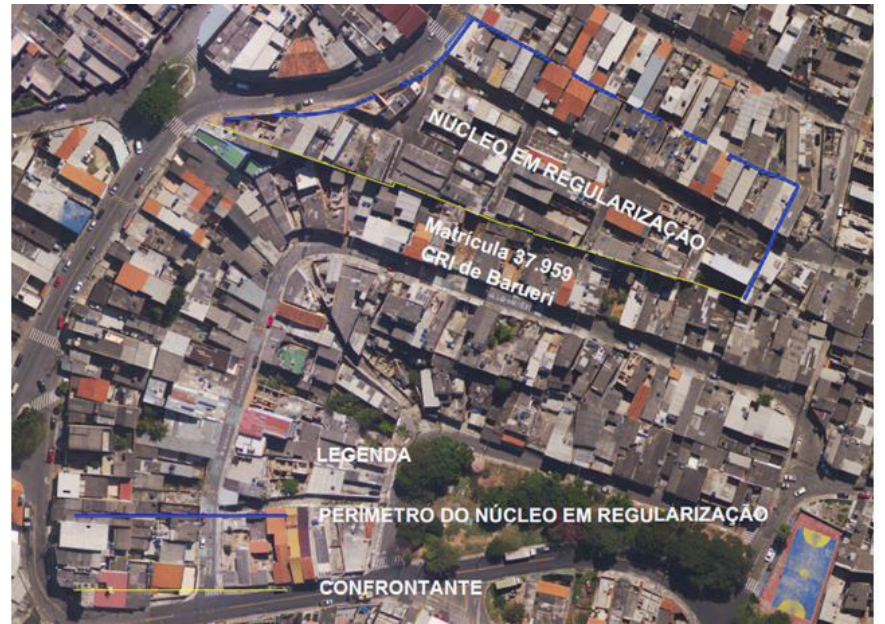 NÚCLEO EM REGULARIZAÇÃO
Matrícula 37.959
CRI de Barueri
LEGENDA
PERÍMETRO DO NÚCLEO EM REGULARIZAÇÃO
CONFRONTANTE